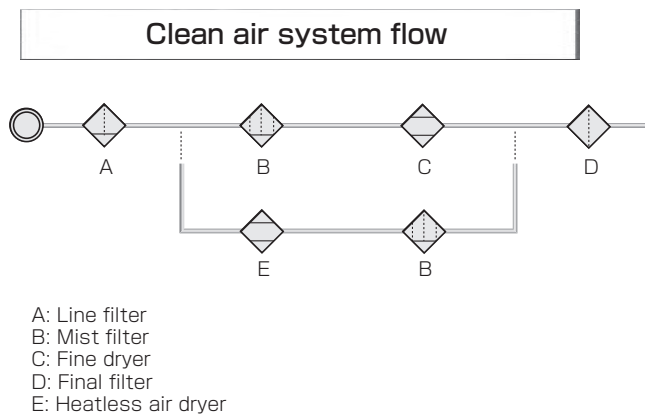 Clean air system flow
A
B
C
D
E
B
A: Line filter
B: Mist filter
C: Fine dryer
D: Final filter
E: Heatless air dryer